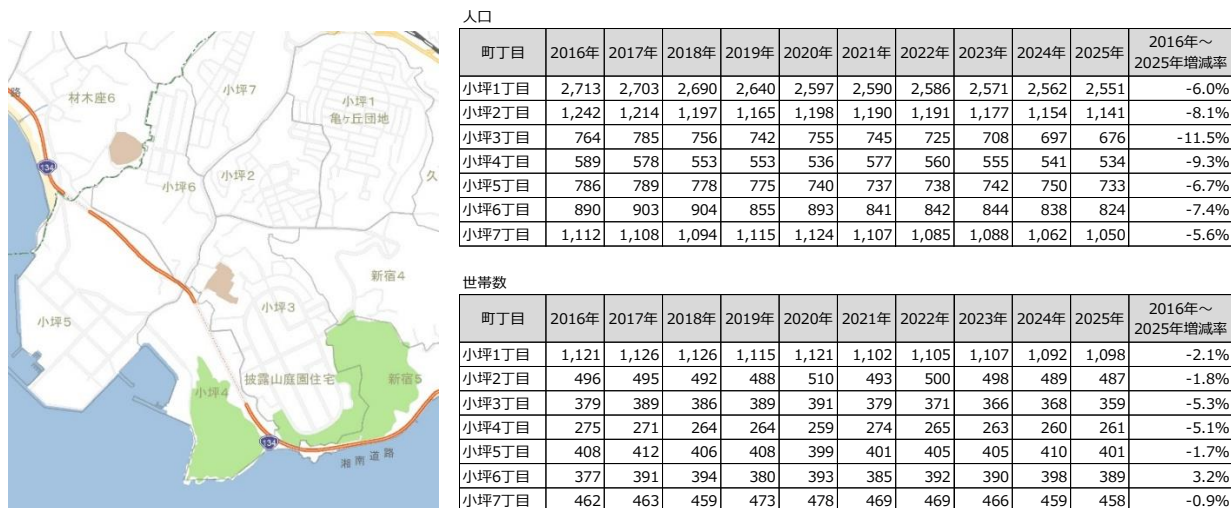 路
材木座6
小坪7
小坪1
亀ヶ丘団地
134
小坪6
小坪2
久
新宿4
小坪3
小坪5
披露山庭園住宅
新宿5
小坪4
134
湘南道路
人口
町丁目 2016年 2017年 2018年 2019年 2020年 2021年 2022年 2023年 2024年 2025年 2016年～
2025年増減率
小坪1丁目 2,713 2,703 2,690 2,640 2,597 2,590 2,586 2,571 2,562 2,551 -6.0%
小坪2丁目 1,242 1,214 1,197 1,165 1,198 1,190 1,191 1,177 1,154 1,141 -8.1%
小坪3丁目 764 785 756 742 755 745 725 708 697 676 -11.5%
小坪4丁目 589 578 553 553 536 577 560 555 541 534 -9.3%
小坪5丁目 786 789 778 775 740 737 738 742 750 733 -6.7%
小坪6丁目 890 903 904 855 893 841 842 844 838 824 -7.4%
小坪7丁目 1,112 1,108 1,094 1,115 1,124 1,107 1,085 1,088 1,062 1,050 -5.6%
世帯数
町丁目 2016年 2017年 2018年 2019年 2020年 2021年 2022年 2023年 2024年 2025年 2016年～
2025年増減率
小坪1丁目 1,121 1,126 1,126 1,115 1,121 1,102 1,105 1,107 1,092 1,098 -2.1%
小坪2丁目 496 495 492 488 510 493 500 498 489 487 -1.8%
小坪3丁目 379 389 386 389 391 379 371 366 368 359 -5.3%
小坪4丁目 275 271 264 264 259 274 265 263 260 261 -5.1%
小坪5丁目 408 412 406 408 399 401 405 405 410 401 -1.7%
小坪6丁目 377 391 394 380 393 385 392 390 398 389 3.2%
小坪7丁目 462 463 459 473 478 469 469 466 459 458 -0.9%